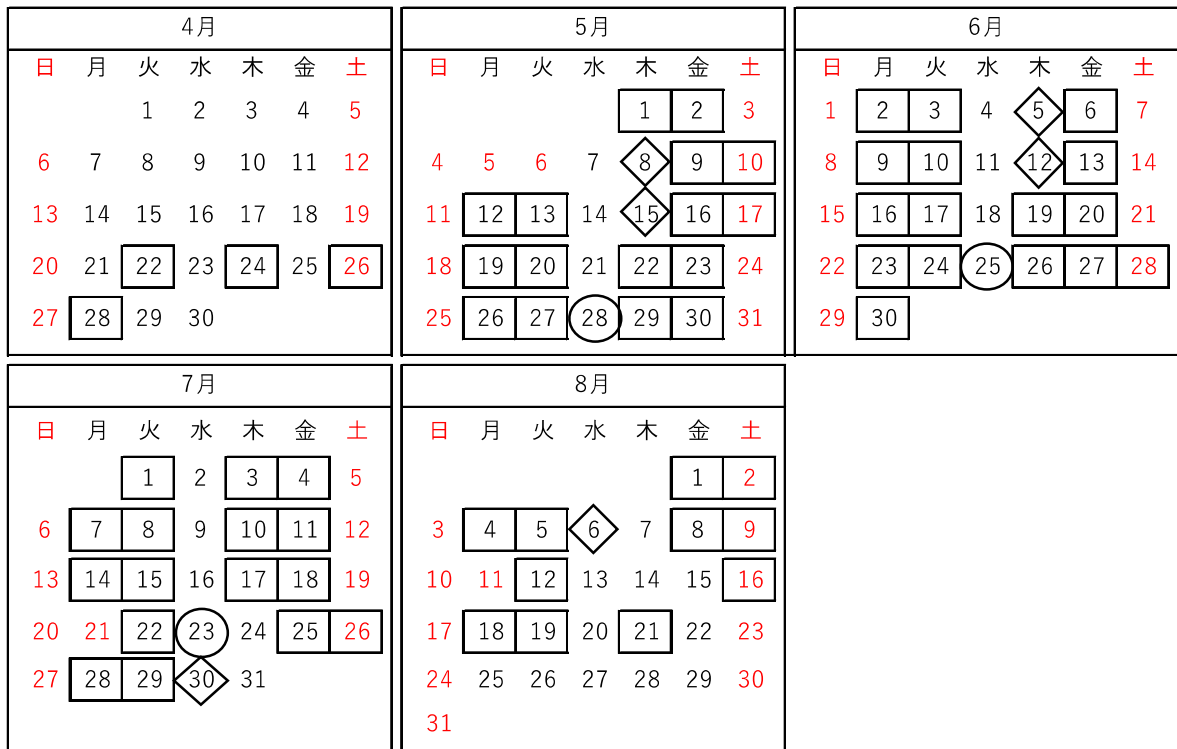 4月
日 月 火 水 木 金 土
1 2 3 4 5
6 7 8 9 10 11 12
13 14 15 16 17 18 19
20 21 22 23 24 25 26
27 28 29 30
5月
日 月 火 水 木 金 土
1 2 3
4 5 6 7 8 9 10
11 12 13 14 15 16 17
18 19 20 21 22 23 24
25 26 27 28 29 30 31
6月
日 月 火 水 木 金 土
1 2 3 4 5 6 7
8 9 10 11 12 13 14
15 16 17 18 19 20 21
22 23 24 25 26 27 28
29 30
7月
日 月 火 水 木 金 土
1 2 3 4 5
6 7 8 9 10 11 12
13 14 15 16 17 18 19
20 21 22 23 24 25 26
27 28 29 30 31
8月
日 月 火 水 木 金 土
1 2
3 4 5 6 7 8 9
10 11 12 13 14 15 16
17 18 19 20 21 22 23
24 25 26 27 28 29 30
31